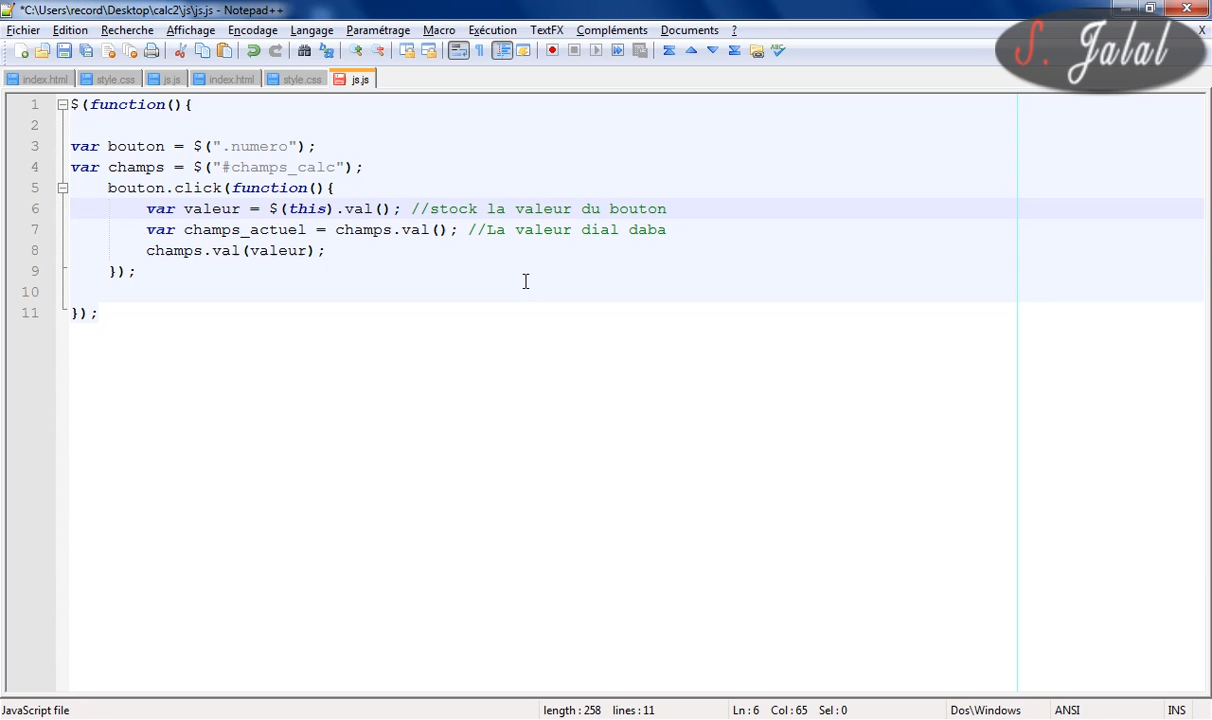 *C:\Users\record\Desktop\calc2\js\js.js - Notepad++
Fichier Edition Recherche Affichage Encodage Langage Paramétrage Macro Exécution TextFX Compléments Documents ? X
S. Jalal
index.html style.css js.js index.html style.css js.js
1 $(function(){
2
3 var bouton = $(".numero");
4 var champs = $("#champs_calc");
5 bouton.click(function(){
6 var valeur = $(this).val(); //stock la valeur du bouton
7 var champs_actuel = champs.val(); //La valeur dial daba
8 champs.val(valeur);
9 });
10
11 });
JavaScript file length : 258 lines : 11 Ln : 6 Col : 65 Sel : 0 Dos\Windows ANSI INS